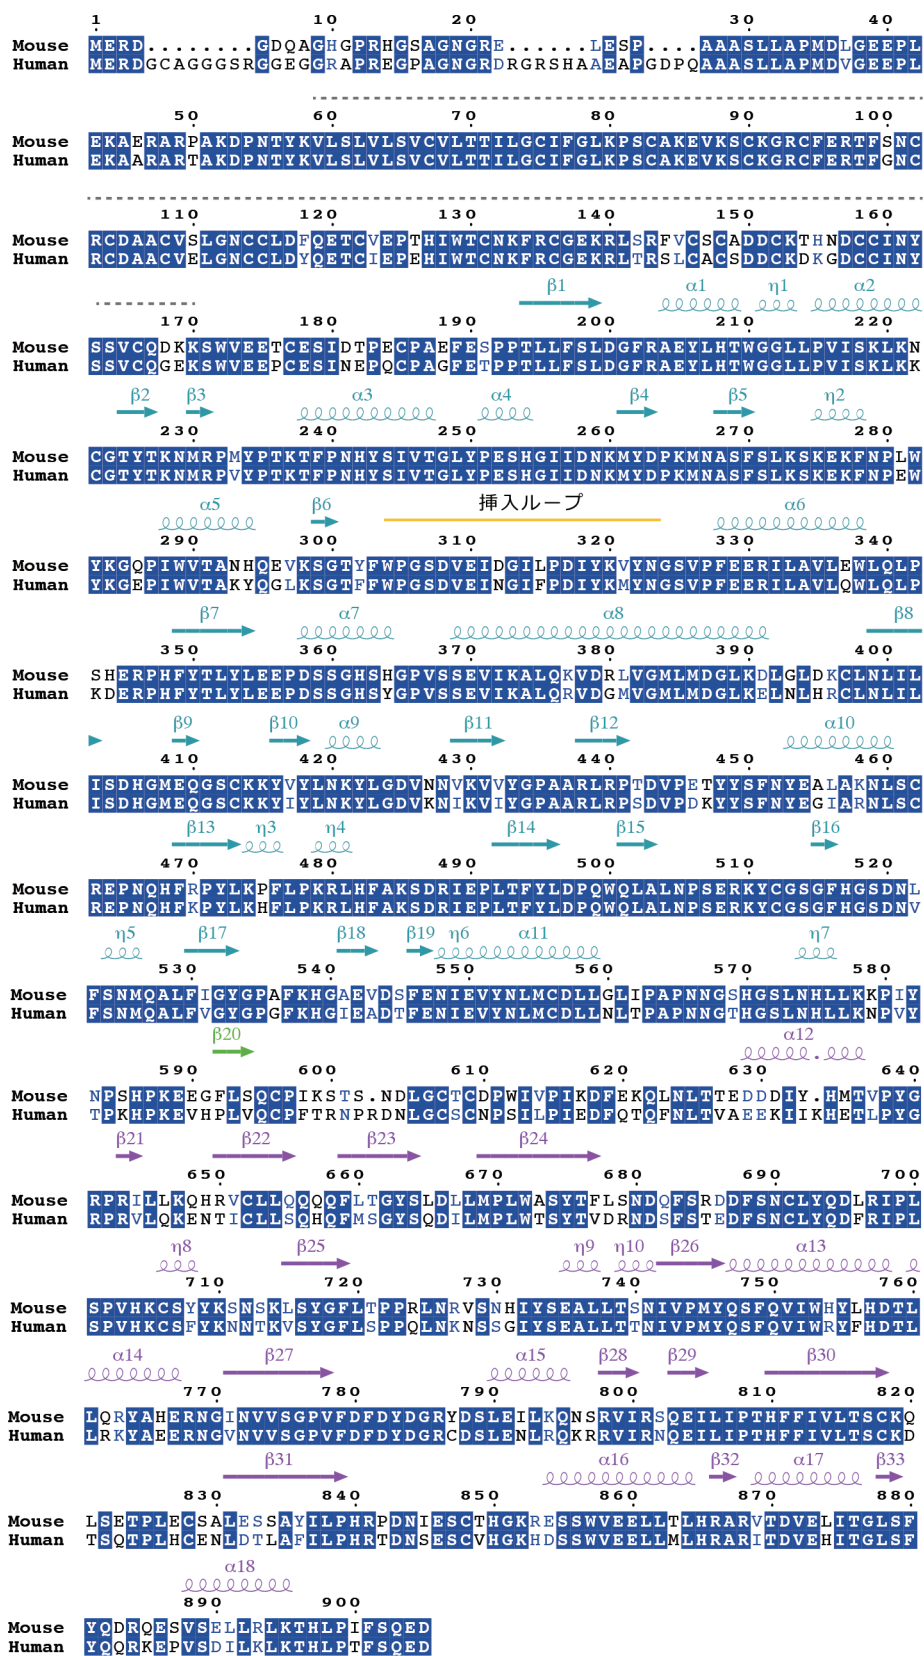 1 10 20 30 40
Mouse MERD........GDQAGHGPRHGSAGNGRE......LESP....AAASLLAPMDLGEEPL
Human MERDGCAGGGSRGGEGGRAPREGPAGNGRDRGRSHAAEAPGDPQAAASLLAPMDVGEEPL
50 60 70 80 90 100
Mouse EKAERARPAKDPNTYKVLSLVLSVCVLTTILGCIFGLKPSCAKEVKSCKGRCFERTFSNC
Human EKAARARTAKDPNTYKVLSLVLSVCVLTTILGCIFGLKPSCAKEVKSCKGRCFERTFGNC
110 120 130 140 150 160
Mouse RCDAACVSLGNCCLDFQETCVEPTHIWTCNKFRCGEKRLSRFVCSCADDCKTHNDCCINY
Human RCDAACVELGNCCLDYQETCIEPEHIWTCNKFRCGEKRLTRSLCACSDDCKDKGDCCINY
β1 α1 η1 α2
170 180 190 200 210 220
Mouse SSVCQDKKSWVEETCESIDTPECPAEFESPPTLLFSLDGFRAEYLHTWGGLLPVISKLKN
Human SSVCQGEKSWVEEPCESINEPQCPAGFETPPTLLFSLDGFRAEYLHTWGGLLPVISKLKK
β2 β3 α3 α4 β4 β5 η2
230 240 250 260 270 280
Mouse CGTYTKNMRPMYPTKTFPNHYSIVTGLYPESHGIIDNKMYDPKMNASFSLKSKEKFNPLW
Human CGTYTKNMRPVYPTKTFPNHYSIVTGLYPESHGIIDNKMYDPKMNASFSLKSKEKFNPEW
α5 β6 挿入ループ α6
290 300 310 320 330 340
Mouse YKGQPIWVTANHQEVKSGTYFWPGSDVEIDGILPDIYKVYNGSVPFEERILAVLEWLQLP
Human YKGEPIWVTAKYQGLKSGTFFWPGSDVEINGIFPDIYKMYNGSVPFEERILAVLQWLQLP
β7 α7 α8 β8
350 360 370 380 390 400
Mouse SHERPHFYTLYLEEPDSSGHSHGPVSSEVIKALQKVDRLVGMLMDGLKDLGLDKCLNLIL
Human KDERPHFYTLYLEEPDSSGHSYGPVSSEVIKALQRVDGMVGMLMDGLKELNLHRCLNLIL
β9 β10 α9 β11 β12 α10
410 420 430 440 450 460
Mouse ISDHGMEQGSCKKYVYLNKYLGDVNNVKVVYGPAARLRPTDVPETYYSFNYEALAKNLSC
Human ISDHGMEQGSCKKYIYLNKYLGDVKNIKVIYGPAARLRPSDVPDKYYSFNYEGIARNLSC
β13 η3 η4 β14 β15 β16
470 480 490 500 510 520
Mouse REPNQHFRPYLKPFLPKRLHFAKSDRIEPLTFYLDPQWQLALNPSERKYCGSGFHGSDNL
Human REPNQHFKPYLKHFLPKRLHFAKSDRIEPLTFYLDPQWQLALNPSERKYCGSGFHGSDNV
η5 β17 β18 β19 η6 α11 η7
530 540 550 560 570 580
Mouse FSNMQALFIGYGPAFKHGAEVDSFENIEVYNLMCDLLGLIPAPNNGSHGSLNHLLKKPIY
Human FSNMQALFVGYGPGFKHGIEADTFENIEVYNLMCDLLNLTPAPNNGTHGSLNHLLKNPVY
β20 α12
590 600 610 620 630 640
Mouse NPSHPKEEGFLSQCPIKSTS.NDLGCTCDPWIVPIKDFEKQLNLTTEDDDIY.HMTVPYG
Human TPKHPKEVHPLVQCPFTRNPRDNLGCSCNPSILPIEDFQTQFNLTVAEEKIIKHETLPYG
β21 β22 β23 β24
650 660 670 680 690 700
Mouse RPRILLKQHRVCLLQQQQFLTGYSLDLLMPLWASYTFLSNDQFSRDDFSNCLYQDLRIPL
Human RPRVLQKENTICLLSQHQFMSGYSQDILMPLWTSYTVDRNDSFSTEDFSNCLYQDFRIPL
η8 β25 η9 η10 β26 α13
710 720 730 740 750 760
Mouse SPVHKCSYYKSNSKLSYGFLTPPRLNRVSNHIYSEALLTSNIVPMYQSFQVIWHYLHDTL
Human SPVHKCSFYKNNTKVSYGFLSPPQLNKNSSGIYSEALLTTNIVPMYQSFQVIWRYFHDTL
α14 β27 α15 β28 β29 β30
770 780 790 800 810 820
Mouse LQRYAHERNGINVVSGPVFDFDYDGRYDSLEILKQNSRVIRSQEILIPTHFFIVLTSCKQ
Human LRKYAEERNGVNVVSGPVFDFDYDGRCDSLENLRQKRRVIRNQEILIPTHFFIVLTSCKD
β31 α16 β32 α17 β33
830 840 850 860 870 880
Mouse LSETPLECSALESSAYILPHRPDNIESCTHGKRESSWVEELLTLHRARVTDVELITGLSF
Human TSQTPLHCENLDTLAFILPHRTDNSESCVHGKHDSSWVEELLMLHRARITDVEHITGLSF
α18
890 900
Mouse YQDRQESVSELLRLKTHLPIFSQED
Human YQQRKEPVSDILKLKTHLPTFSQED